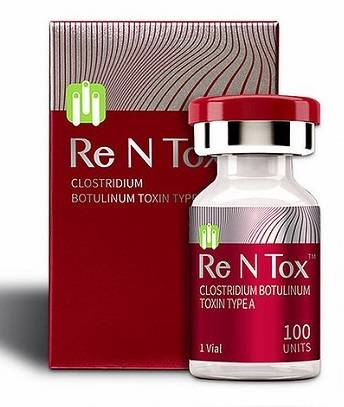 Re N Tox
CLOSTRIDIUM
BOTULINUM TOXIN TYPE
Re N Tox™
CLOSTRIDIUM BOTULINUM
TOXIN TYPE A
100
1 Vial
UNITS